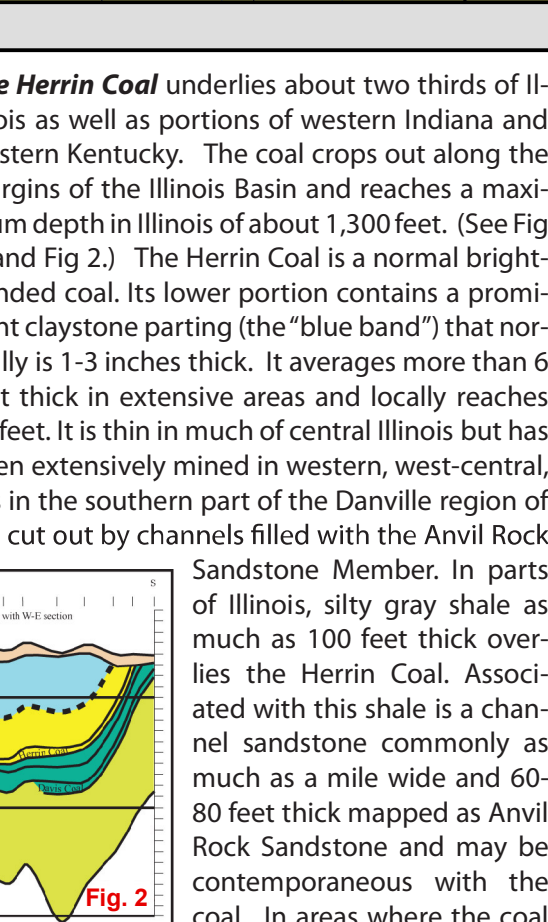 e Herrin Coal underlies about two thirds of Il-
ois as well as portions of western Indiana and
stern Kentucky. The coal crops out along the
rgins of the Illinois Basin and reaches a maxi-
um depth in Illinois of about 1,300 feet. (See Fig
and Fig 2.) The Herrin Coal is a normal bright-
nded coal. Its lower portion contains a promi-
nt claystone parting (the “blue band”) that nor-
lly is 1-3 inches thick. It averages more than 6
t thick in extensive areas and locally reaches
feet. It is thin in much of central Illinois but has
en extensively mined in western, west-central,
s in the southern part of the Danville region of
cut out by channels filled with the Anvil Rock
Sandstone Member. In parts
of Illinois, silty gray shale as
much as 100 feet thick over-
lies the Herrin Coal. Associ-
ated with this shale is a chan-
nel sandstone commonly as
much as a mile wide and 60-
80 feet thick mapped as Anvil
Rock Sandstone and may be
contemporaneous with the
coal. In areas where the coal
S
with W-E section
Herrin Coal
Davis Coal
Fig. 2